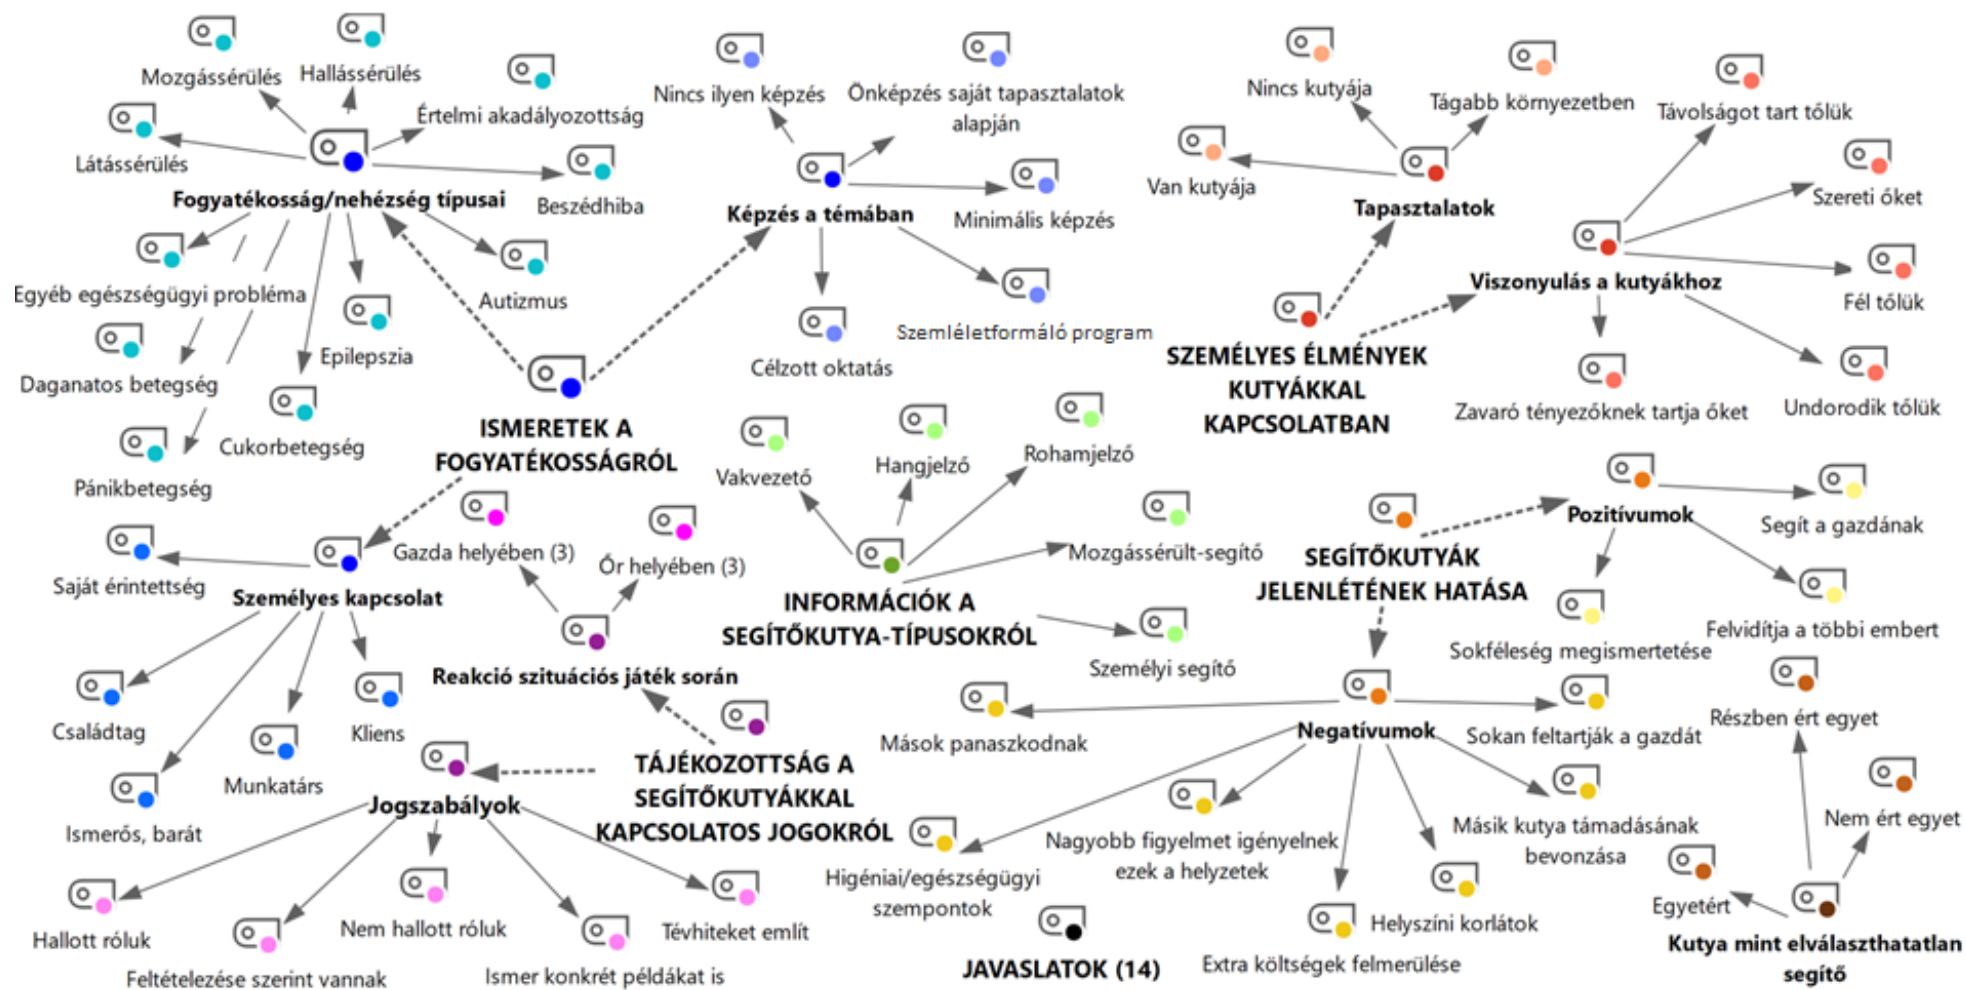 Mozgássérülés
Hallássérülés
Értelmi akadályozottság
Látássérülés
Fogyatékosság/nehézség típusai
Beszédhiba
Egyéb egészségügyi probléma
Autizmus
Daganatos betegség
Epilepszia
Cukorbetegség
Pánikbetegség
Nincs ilyen képzés
Önképzés saját tapasztalatok
alapján
Képzés a témában
Minimális képzés
Szemléletformáló program
Célzott oktatás
ISMERETEK A
FOGYATÉKOSSÁGRÓL
Nincs kutyája
Tágabb környezetben
Van kutyája
Tapasztalatok
Távolságot tart tőlük
Szereti őket
Viszonyulás a kutyákhoz
Fél tőlük
SZEMÉLYES ÉLMÉNYEK
KUTYÁKKAL
KAPCSOLATBAN
Zavaró tényezőknek tartja őket
Undorodik tőlük
Vakvezető
Hangjelző
Rohamjelző
Mozgássérült-segítő
INFORMÁCIÓK A
SEGÍTŐKUTYA-TÍPUSOKRÓL
Személyi segítő
Saját érintettség
Személyes kapcsolat
Családtag
Ismerős, barát
Munkatárs
Kliens
Gazda helyében (3)
Őr helyében (3)
Reakció szituációs játék során
TÁJÉKOZOTTSÁG A
SEGÍTŐKUTYÁKKAL
KAPCSOLATOS JOGOKRÓL
Jogszabályok
Hallott róluk
Feltételezése szerint vannak
Nem hallott róluk
Ismer konkrét példákat is
Tévhiteket említ
SEGÍTŐKUTYÁK
JELENLÉTÉNEK HATÁSA
Pozitívumok
Segít a gazdának
Sokféleség megismertetése
Felvidítja a többi embert
Negatívumok
Mások panaszkodnak
Sokan feltartják a gazdát
Higéniai/egészségügyi
szempontok
Nagyobb figyelmet igényelnek
ezek a helyzetek
Extra költségek felmerülése
Helyszíni korlátok
Másik kutya támadásának
bevonzása
Részben ért egyet
Nem ért egyet
Egyetért
Kutya mint elválaszthatatlan
segítő
JAVASLATOK (14)